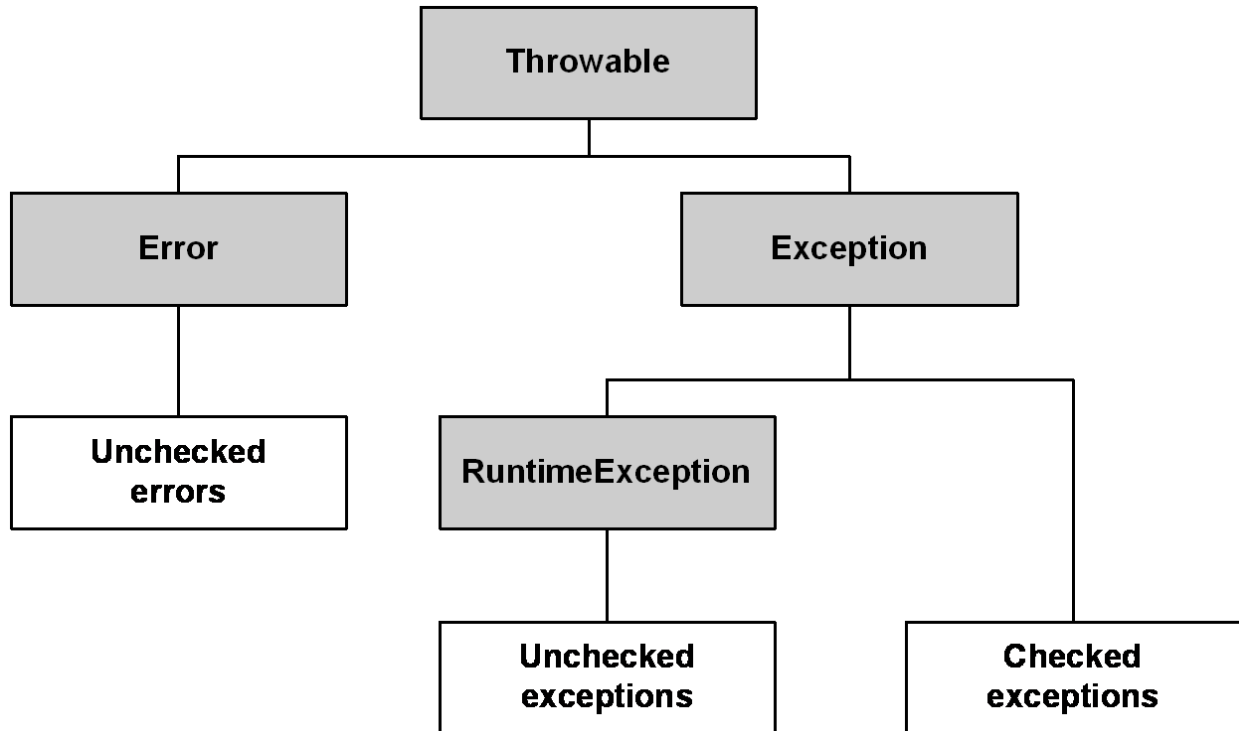 Throwable
Error
Exception
Unchecked
errors
RuntimeException
Unchecked
exceptions
Checked
exceptions